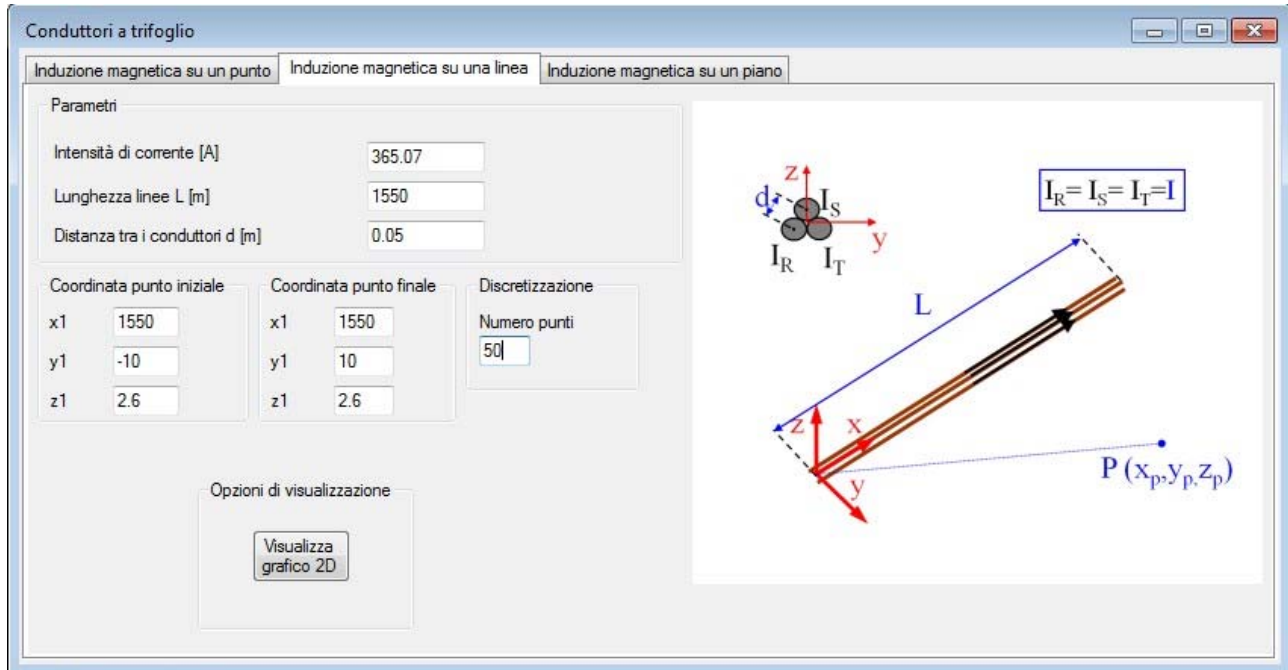 Conduttori a trifoglio
Induzione magnetica su un punto
Induzione magnetica su una linea
Induzione magnetica su un piano
Parametri
Intensità di corrente [A]
365.07
Lunghezza linee L [m]
1550
Distanza tra i conduttori d [m]
0.05
Coordinata punto iniziale
x1 1550
y1 -10
z1 2.6
Coordinata punto finale
x1 1550
y1 10
z1 2.6
Discretizzazione
Numero punti
50
Opzioni di visualizzazione
Visualizza
grafico 2D
z
d
I_S
y
I_R I_T
I_R= I_S= I_T=I
L
z
x
y
P (x_p,y_p,z_p)